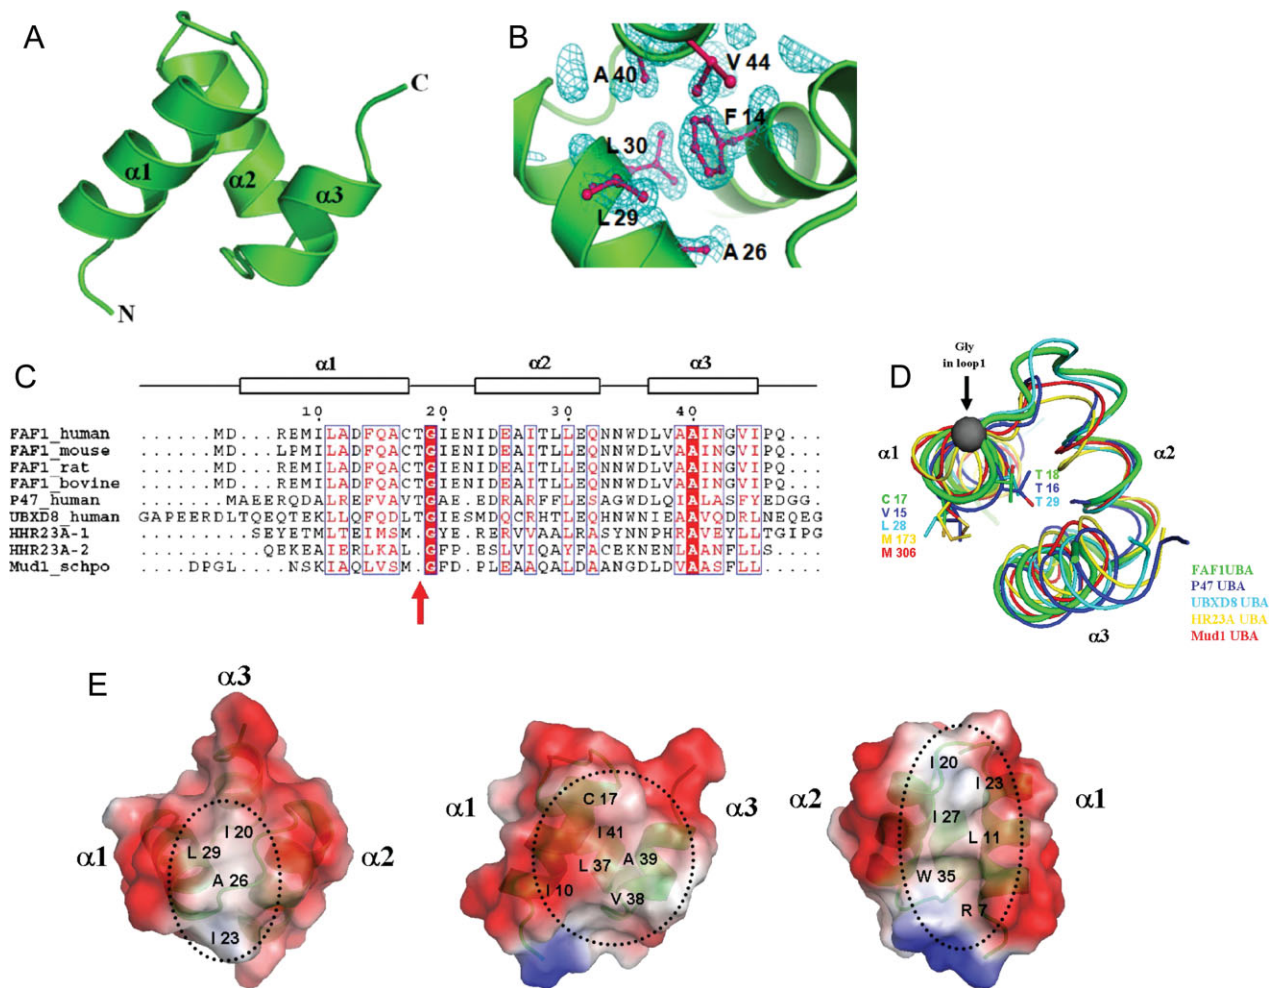 A
α1
α2
α3
C
N
B
A 40
V 44
F 14
L 30
L 29
A 26
C
α1
α2
α3
10
20
30
40
FAF1_human ......MD...REMILADFQACTGIENIDEAITLLEQNNWDLVAAINGVIPQ...
FAF1_mouse ......MD...LPMILADFQACTGIENIDEAITLLEQNNWDLVAAINGVIPQ...
FAF1_rat ......MD...REMILADFQACTGIENIDEAITLLEQNNWDLVAAINGVIPQ...
FAF1_bovine ......MD...REMILADFQACTGIENIDEAITLLEQNNWDLVAAINGVIPQ...
P47_human .......MAEERQDALREFVAVTGAE.EDRARFFLESAGWDLQIALASFYEDGG..
UBXD8_human GAPEERDLTQEQTEKLLQFQDLTGIESMDQCRHTLEQHNWNIEAAVQDRLNEQEG
HHR23A-1 .........SEYETMLTEIMSM.GYE.RERVVAALRASYNNPHRAVEYLLTGIPG
HHR23A-2 ..........QEKEAIERLKAL.GFP.ESLVIQAYFACEKNENLAANFLLS.....
Mud1_schpo ....DPGL...NSKIAQLVSM.GFD.PLEAAQALDAANGDLDVAASFLL.....
D
Gly
in loop1
α1
α2
α3
T 18
T 16
T 29
C 17
V 15
L 28
M 173
M 306
FAF1UBA
P47 UBA
UBXD8 UBA
HR23A UBA
Mud1 UBA
E
α3
α1
α2
I 20
L 29
A 26
I 23
α1
α3
C 17
I 41
L 37
A 39
I 10
V 38
α2
α1
I 20
I 23
I 27
L 11
W 35
R 7